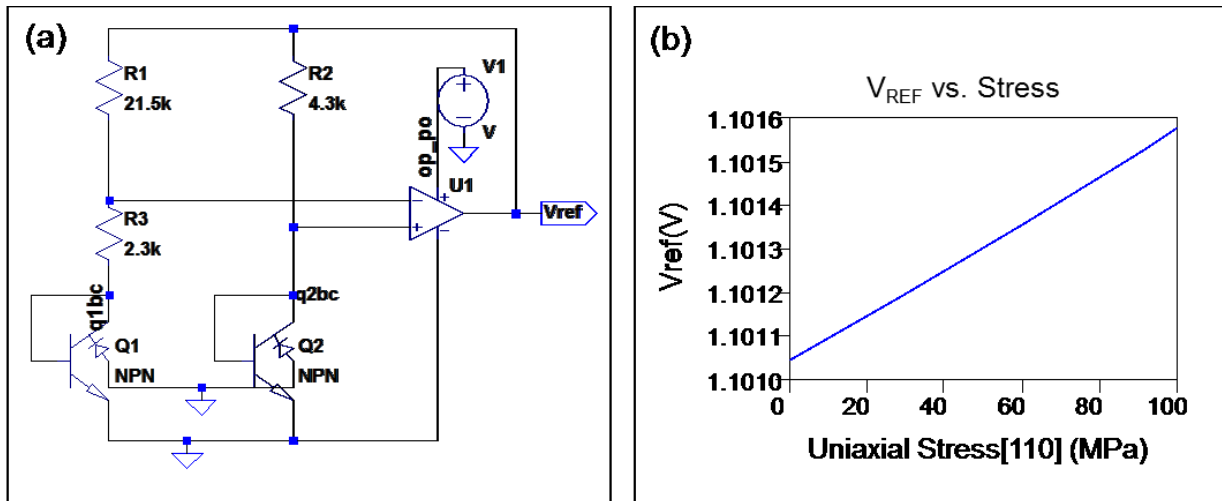 (a)
R1
21.5k
R2
4.3k
V1
+
−
V
op_po
U1
−
+
+
−
Vref
R3
2.3k
q1bc
q2bc
Q1
NPN
Q2
NPN
(b)
VREF vs. Stress
Vref(V)
1.1016
1.1015
1.1014
1.1013
1.1012
1.1011
1.1010
0 20 40 60 80 100
Uniaxial Stress[110] (MPa)